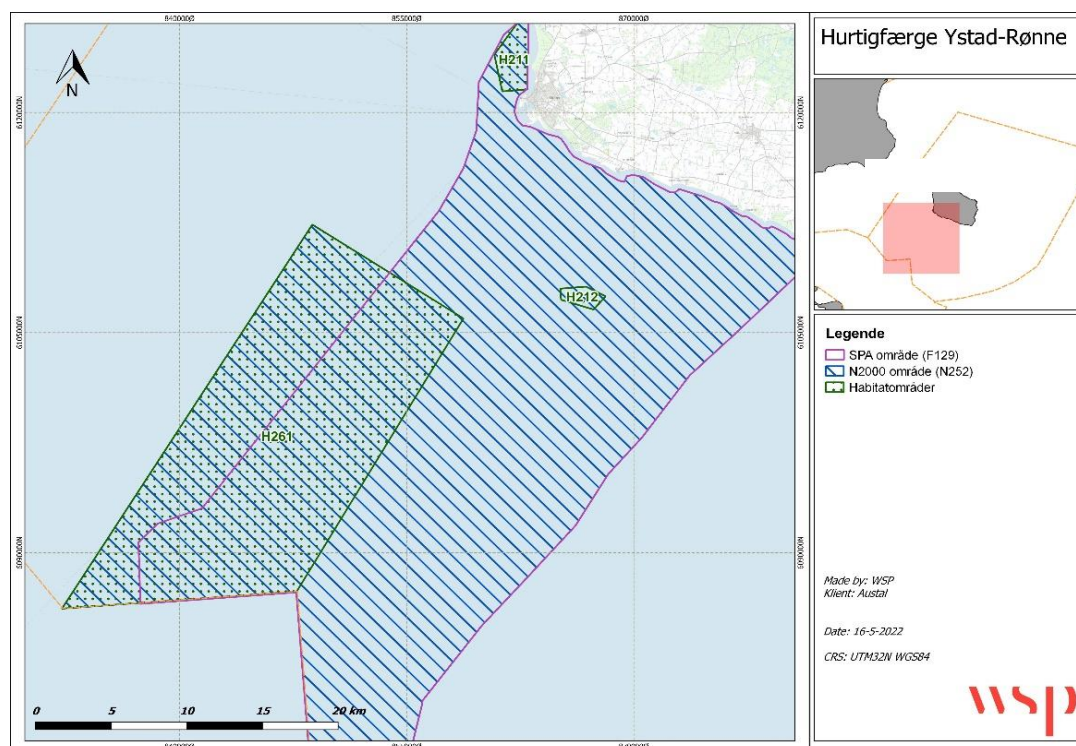 Hurtigfærge Ystad-Rønne
840000Ø
855000Ø
870000Ø
6120000N
6120000N
H211
N
H212
6105000N
6105000N
H261
6090000N
6090000N
0 5 10 15 20 km
Legende
SPA område (F129)
N2000 område (N252)
Habitatområder
Made by: WSP
Klient: Austal
Date: 16-5-2022
CRS: UTM32N WGS84
wsp